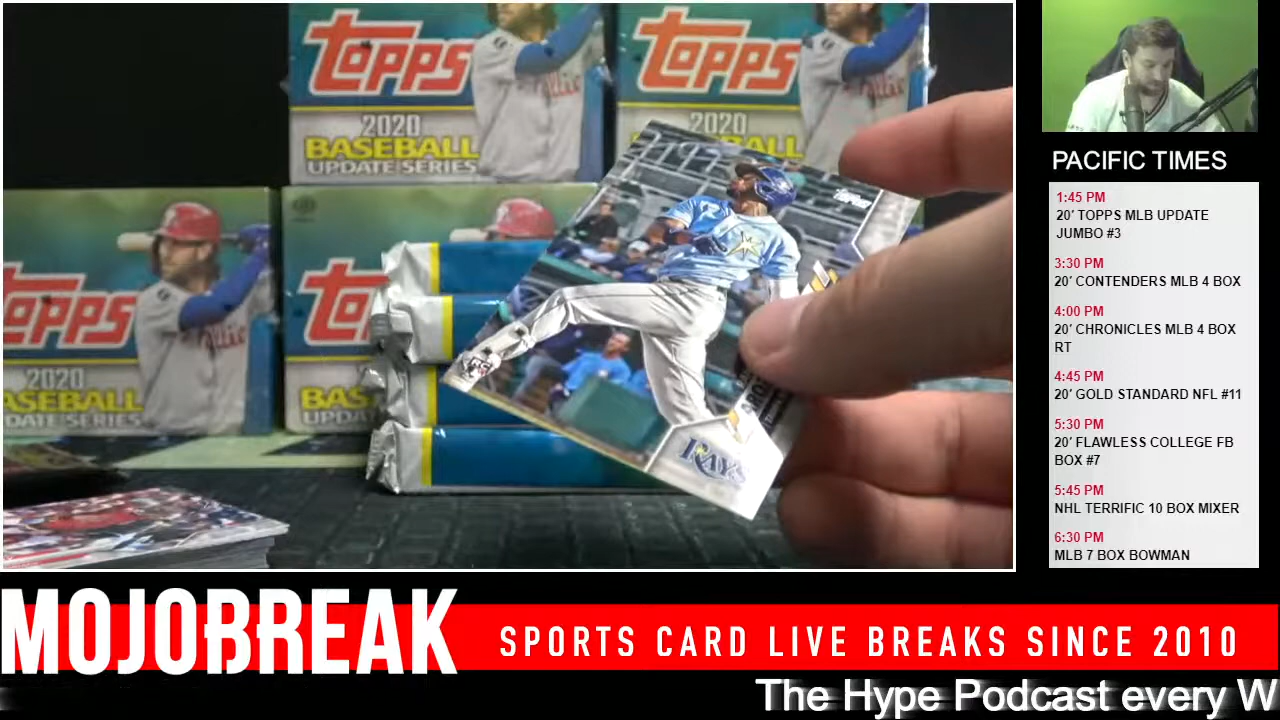 TOPPS
2020
BASEBALL
UPDATE SERIES
TOPPS
2020
BASEBALL
UPDATE SERIES
TOPPS
2020
BASEBALL
DATE SERIES
RAYS
PACIFIC TIMES
1:45 PM
20' TOPPS MLB UPDATE
JUMBO #3
3:30 PM
20' CONTENDERS MLB 4 BOX
4:00 PM
20' CHRONICLES MLB 4 BOX
RT
4:45 PM
20' GOLD STANDARD NFL #11
5:30 PM
20' FLAWLESS COLLEGE FB
BOX #7
5:45 PM
NHL TERRIFIC 10 BOX MIXER
6:30 PM
MLB 7 BOX BOWMAN
MOJOBREAK
SPORTS CARD LIVE BREAKS SINCE 2010
The Hype Podcast every W